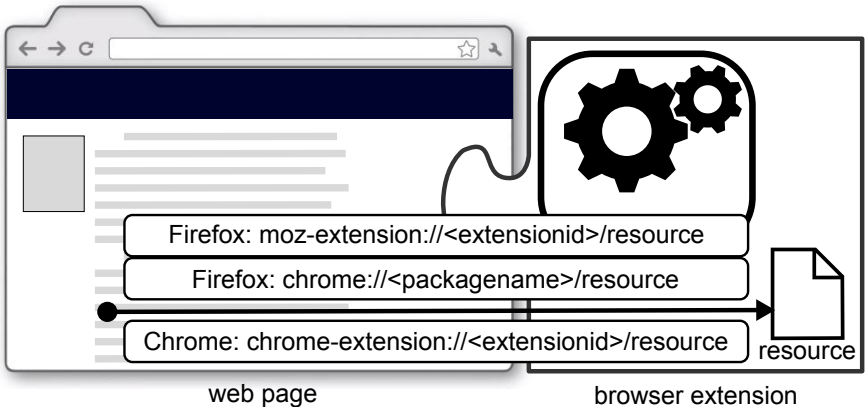 Firefox: moz-extension://<extensionid>/resource
Firefox: chrome://<packagename>/resource
Chrome: chrome-extension://<extensionid>/resource
resource
web page
browser extension